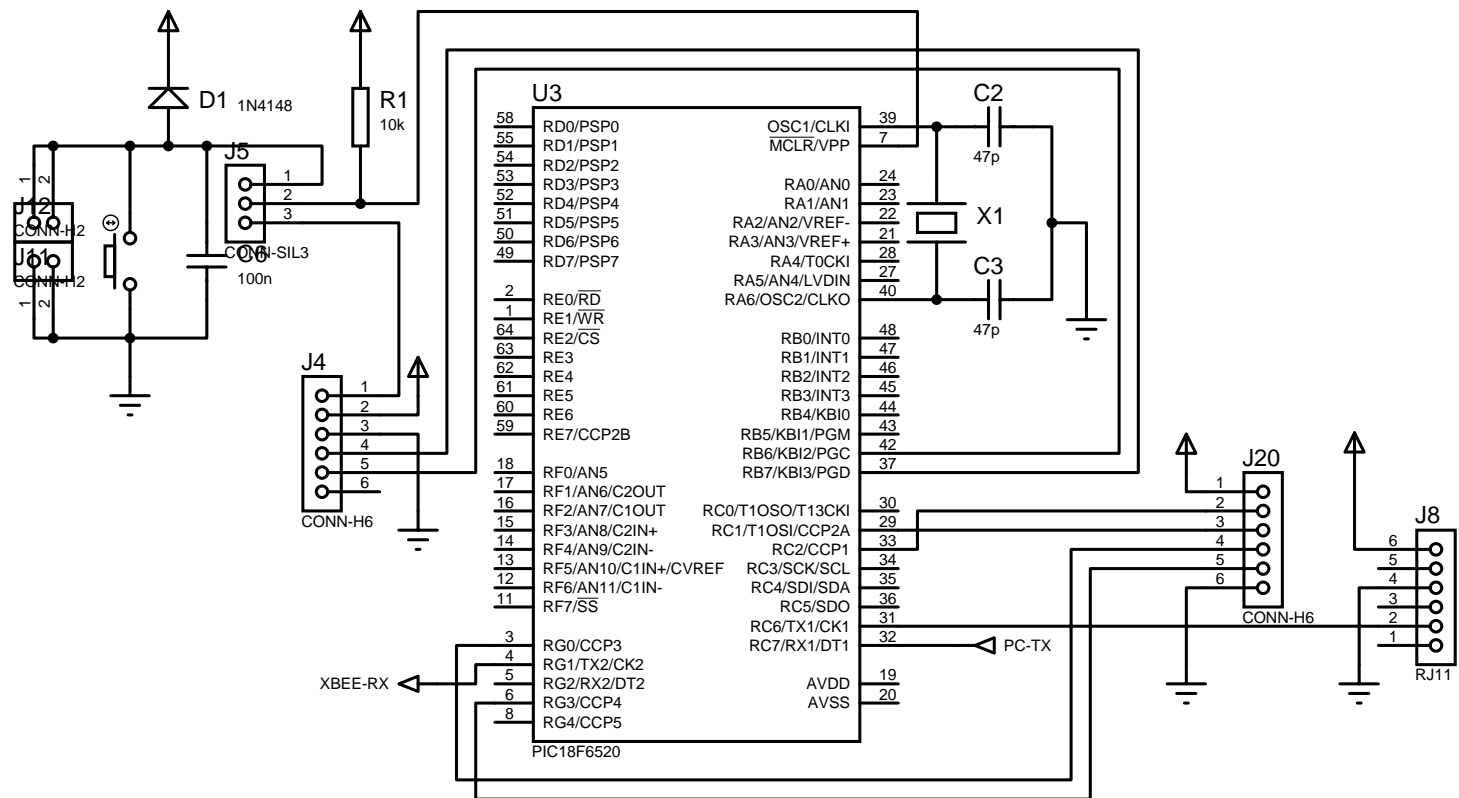 D1 1N4148
R1
10k
J5
1
2
3
CONN-SIL3
C6
100n
J12
CONN-H2
1
2
J11
CONN-H2
1
2
J4
1
2
3
4
5
6
CONN-H6
U3
58 RD0/PSP0
55 RD1/PSP1
54 RD2/PSP2
53 RD3/PSP3
52 RD4/PSP4
51 RD5/PSP5
50 RD6/PSP6
49 RD7/PSP7
2 RE0/RD
1 RE1/WR
64 RE2/CS
63 RE3
62 RE4
61 RE5
60 RE6
59 RE7/CCP2B
18 RF0/AN5
17 RF1/AN6/C2OUT
16 RF2/AN7/C1OUT
15 RF3/AN8/C2IN+
14 RF4/AN9/C2IN-
13 RF5/AN10/C1IN+/CVREF
12 RF6/AN11/C1IN-
11 RF7/SS
3 RG0/CCP3
4 RG1/TX2/CK2
5 RG2/RX2/DT2
6 RG3/CCP4
8 RG4/CCP5
XBEE-RX
OSC1/CLKI 39
MCLR/VPP 7
RA0/AN0 24
RA1/AN1 23
RA2/AN2/VREF- 22
RA3/AN3/VREF+ 21
RA4/T0CKI 28
RA5/AN4/LVDIN 27
RA6/OSC2/CLKO 40
RB0/INT0 48
RB1/INT1 47
RB2/INT2 46
RB3/INT3 45
RB4/KBI0 44
RB5/KBI1/PGM 43
RB6/KBI2/PGC 42
RB7/KBI3/PGD 37
RC0/T1OSO/T13CKI 30
RC1/T1OSI/CCP2A 29
RC2/CCP1 33
RC3/SCK/SCL 34
RC4/SDI/SDA 35
RC5/SDO 36
RC6/TX1/CK1 31
RC7/RX1/DT1 32
AVDD 19
AVSS 20
PIC18F6520
PC-TX
C2
47p
X1
C3
47p
J20
1
2
3
4
5
6
CONN-H6
J8
6
5
4
3
2
1
RJ11